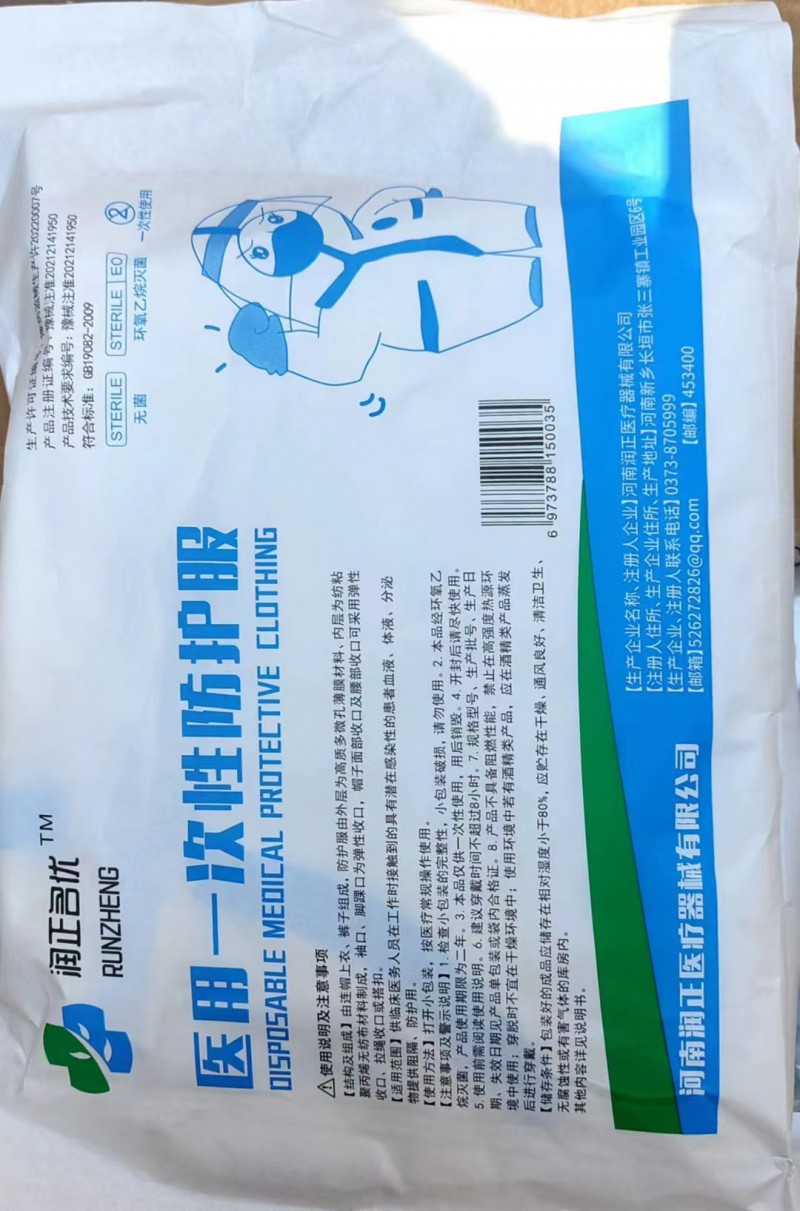 润正名优 TM
RUNZHENG
生产许可证编号:豫药监械生产许20220007号
产品注册证编号:豫械注准20212141950
产品技术要求编号:豫械注准20212141950
符合标准:GB19082-2009
STERILE STERILE EO 2
无菌 环氧乙烷灭菌 一次性使用
医用一次性防护服
DISPOSABLE MEDICAL PROTECTIVE CLOTHING
⚠使用说明及注意事项
【结构及组成】由连帽上衣、裤子组成,防护服由外层为高质多微孔薄膜材料、内层为纺粘
聚丙烯无纺布材料制成,袖口、脚踝口为弹性收口,帽子面部收口及腰部收口可采用弹性
收口、拉绳收口或搭扣。
【适用范围】供临床医务人员在工作时接触到的具有潜在感染性的患者血液、体液、分泌
物提供阻隔、防护用。
【使用方法】打开小包装,按医疗常规操作使用。
【注意事项及警示说明】1.检查小包装的完整性,小包装破损,请勿使用。2.本品经环氧乙
烷灭菌,产品使用期限为二年。3.本品仅供一次性使用,用后销毁。4.开封后请尽快使用。
5.使用前需阅读使用说明。6.建议穿戴时间不超过8小时。7.规格型号、生产批号、生产日
期、失效日期见产品单包装或袋内合格证。8.产品不具备阻燃性能,禁止在高强度热源环
境中使用;穿脱时不宜在干燥环境中;使用环境中若有酒精类产品,应在酒精类产品蒸发
后进行穿戴。
【储存条件】包装好的成品应储存在相对湿度小于80%,应贮存在干燥、通风良好、清洁卫生、
无腐蚀性或有害气体的库房内。
其他内容详见说明书。
6 973788 150035
河南润正医疗器械有限公司
【生产企业名称、注册人企业】河南润正医疗器械有限公司
【注册人住所、生产企业住所、生产地址】河南新乡长垣市张三寨镇工业园区6号
【生产企业、注册人联系电话】0373-8705999
【邮箱】526272826@qq.com 【邮编】453400